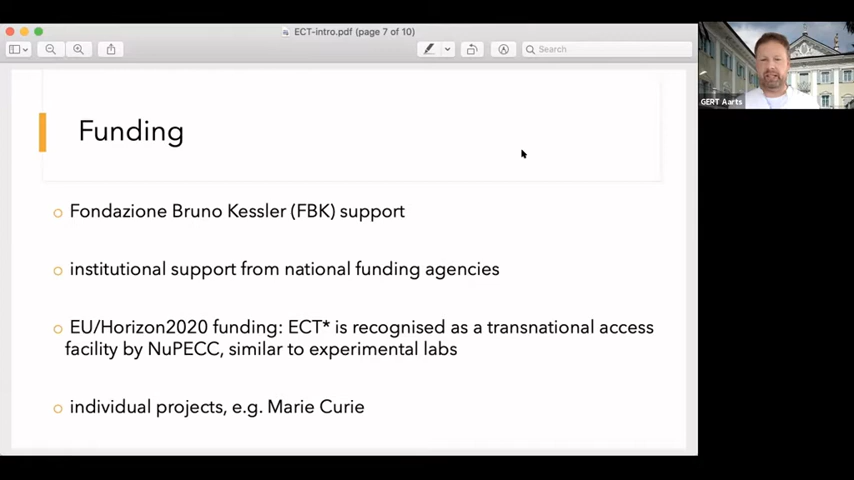 ECT-intro.pdf (page 7 of 10)
Search
GERT Aarts
Funding
Fondazione Bruno Kessler (FBK) support
institutional support from national funding agencies
EU/Horizon2020 funding: ECT* is recognised as a transnational access
facility by NuPECC, similar to experimental labs
individual projects, e.g. Marie Curie